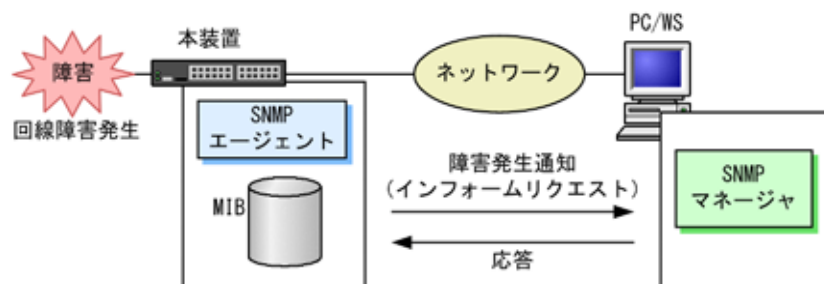 PC/WS
本装置
障害
ネットワーク
回線障害発生
SNMP
エージェント
障害発生通知
(インフォームリクエスト)
SNMP
マネージャ
MIB
応答